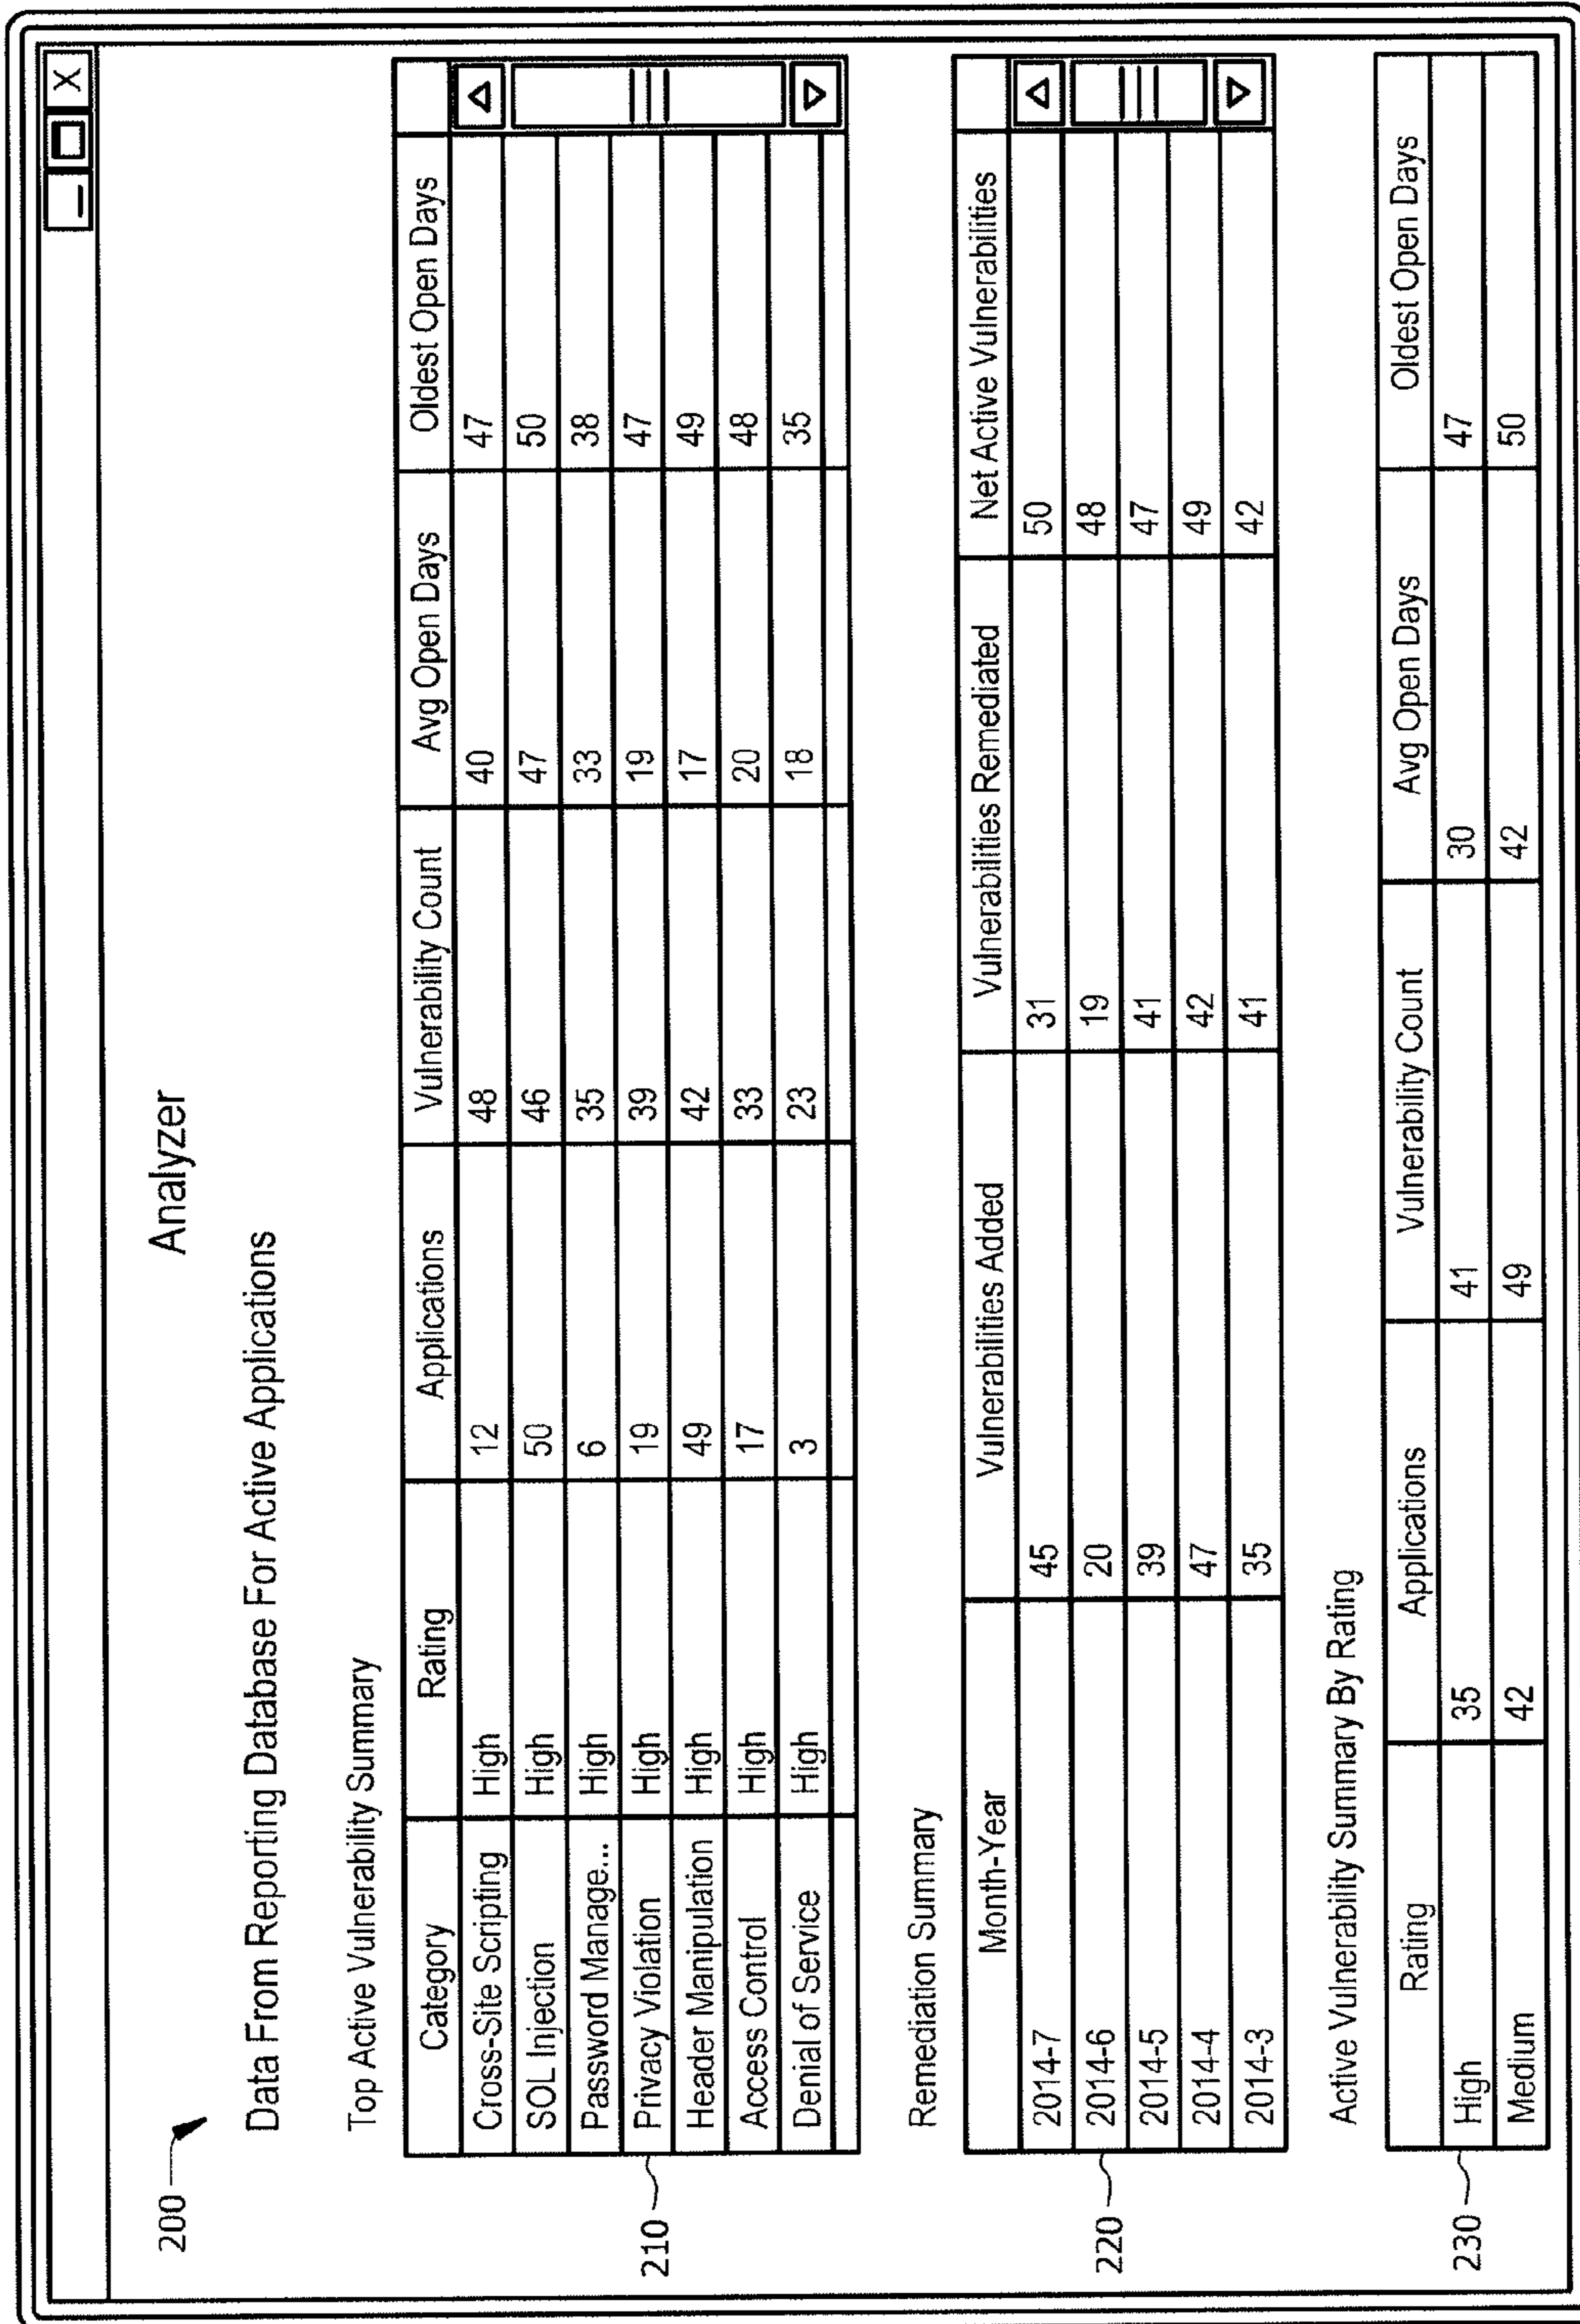 X
200
Analyzer
Data From Reporting Database For Active Applications
Top Active Vulnerability Summary
Category Rating Applications Vulnerability Count Avg Open Days Oldest Open Days
Cross-Site Scripting High 12 48 40 47
SOL Injection High 50 46 47 50
Password Manage... High 6 35 33 38
Privacy Violation High 19 39 19 47
Header Manipulation High 49 42 17 49
Access Control High 17 33 20 48
Denial of Service High 3 23 18 35
210
Remediation Summary
Month-Year Vulnerabilities Added Vulnerabilities Remediated Net Active Vulnerabilities
2014-7 45 31 50
2014-6 20 19 48
2014-5 39 41 47
2014-4 47 42 49
2014-3 35 41 42
220
Active Vulnerability Summary By Rating
Rating Applications Vulnerability Count Avg Open Days Oldest Open Days
High 35 41 30 47
Medium 42 49 42 50
230